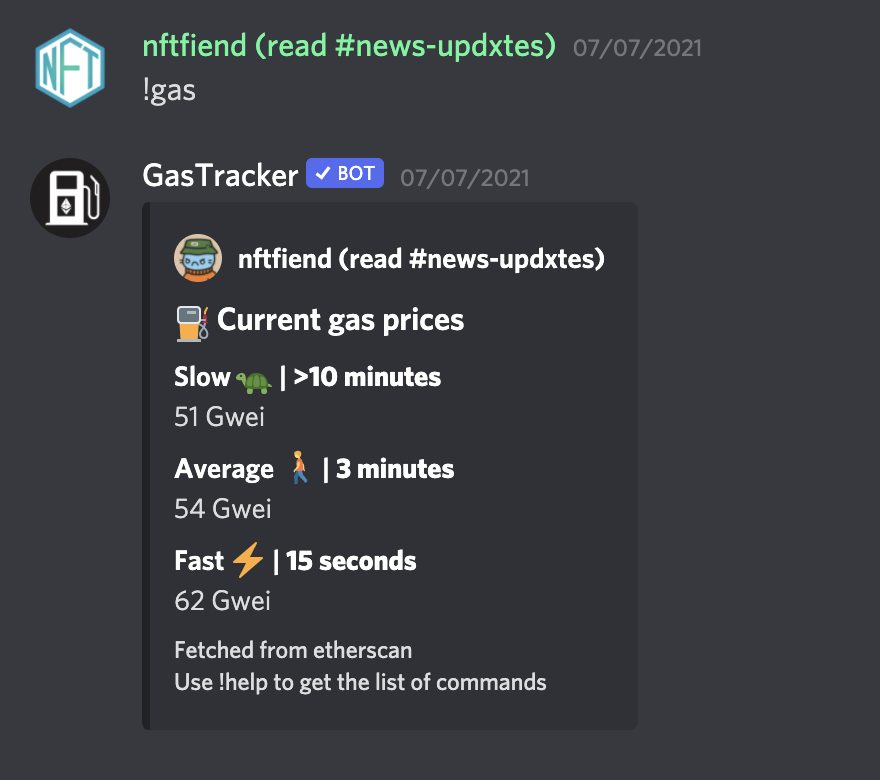 NFT
nftfiend (read #news-updxtes) 07/07/2021
!gas
GasTracker BOT 07/07/2021
nftfiend (read #news-updxtes)
Current gas prices
Slow 🐢 | >10 minutes
51 Gwei
Average 🚶 | 3 minutes
54 Gwei
Fast ⚡ | 15 seconds
62 Gwei
Fetched from etherscan
Use !help to get the list of commands